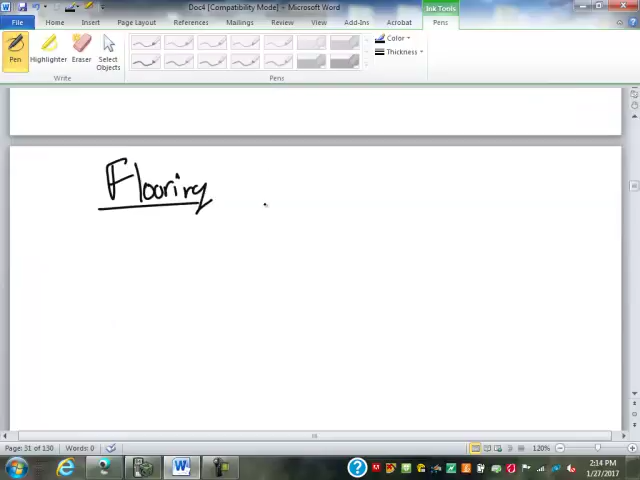 Doc4 [Compatibility Mode] - Microsoft Word
Ink Tools
File Home Insert Page Layout References Mailings Review View Add-Ins Acrobat Pens
Pen Highlighter Eraser Select Objects
Color
Thickness
Write Pens
Flooring
Page: 31 of 130 Words: 0 120%
2:14 PM
1/27/2017